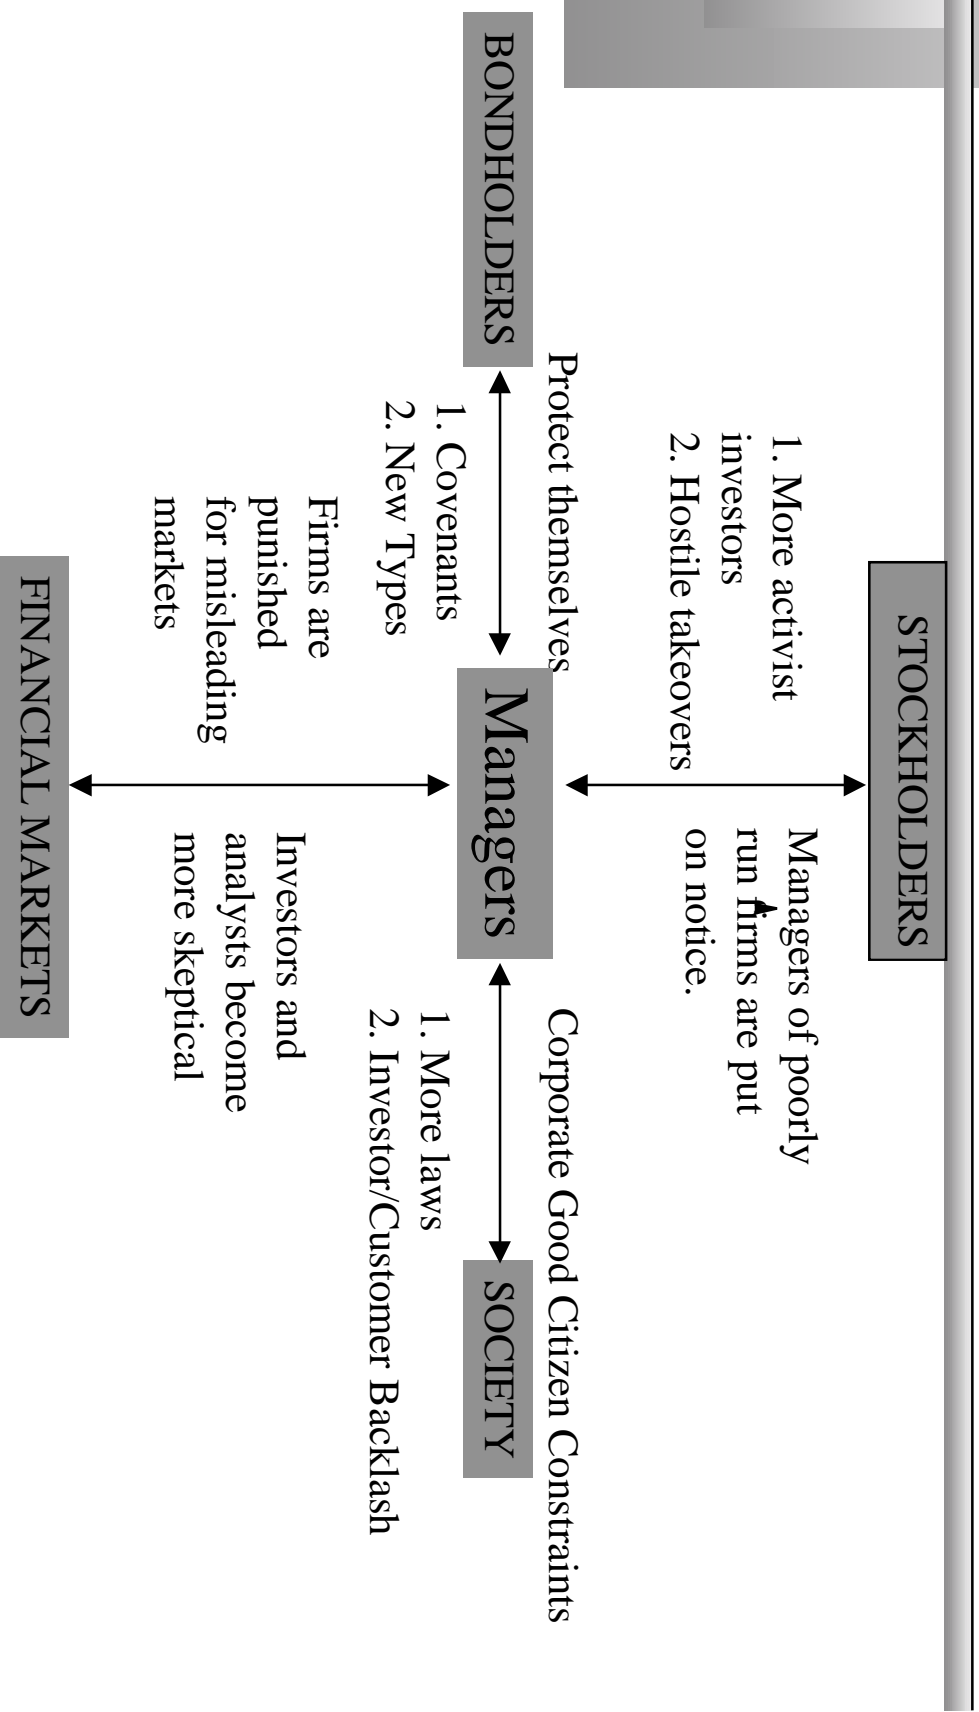 STOCKHOLDERS
1. More activist
investors
2. Hostile takeovers
Managers of poorly
run firms are put
on notice.
Protect themselves
BONDHOLDERS
1. Covenants
2. New Types
Managers
Corporate Good Citizen Constraints
SOCIETY
1. More laws
2. Investor/Customer Backlash
Firms are
punished
for misleading
markets
Investors and
analysts become
more skeptical
FINANCIAL MARKETS